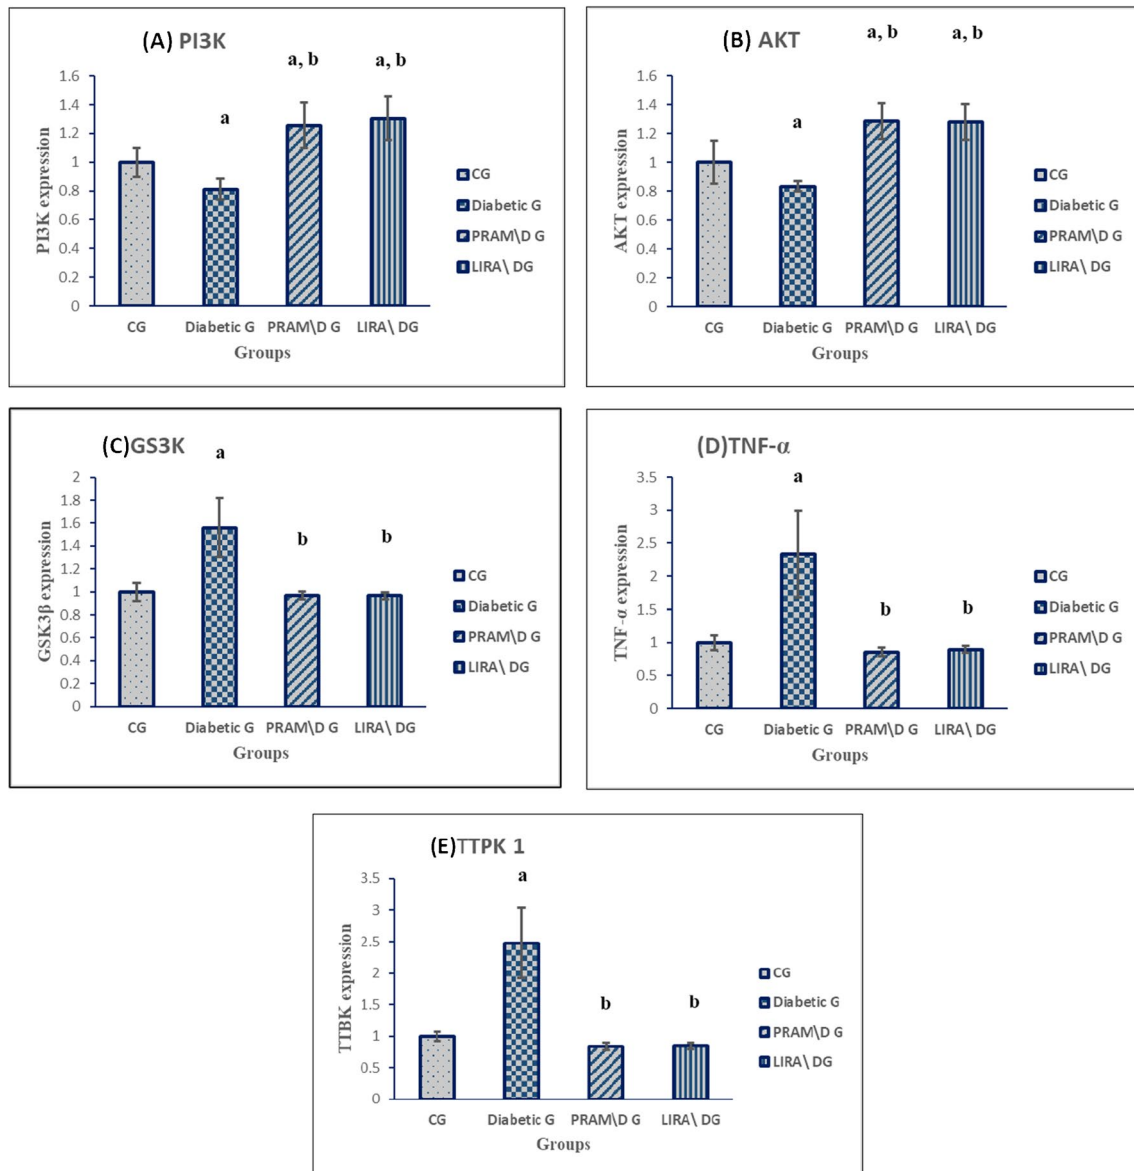 (A) PI3K
a, b
a, b
a
1.6
1.4
1.2
1
0.8
0.6
0.4
0.2
0
PI3K expression
CG
Diabetic G
PRAM\D G
LIRA\ DG
Groups
CG
Diabetic G
PRAM\D G
LIRA\ DG
(B) AKT
a, b
a, b
a
1.6
1.4
1.2
1
0.8
0.6
0.4
0.2
0
AKT expression
CG
Diabetic G
PRAM\D G
LIRA\ DG
Groups
CG
Diabetic G
PRAM\D G
LIRA\ DG
(C)GS3K
a
b
b
2
1.8
1.6
1.4
1.2
1
0.8
0.6
0.4
0.2
0
GSK3β expression
CG
Diabetic G
PRAM\D G
LIRA\ DG
Groups
CG
Diabetic G
PRAM\D G
LIRA\ DG
(D)TNF-α
a
b
b
3.5
3
2.5
2
1.5
1
0.5
0
TNF-α expression
CG
Diabetic G
PRAM\D G
LIRA\ DG
Groups
CG
Diabetic G
PRAM\D G
LIRA\ DG
(E)TTPK 1
a
b
b
3.5
3
2.5
2
1.5
1
0.5
0
TTBK expression
CG
Diabetic G
PRAM\D G
LIRA\ DG
Groups
CG
Diabetic G
PRAM\D G
LIRA\ DG